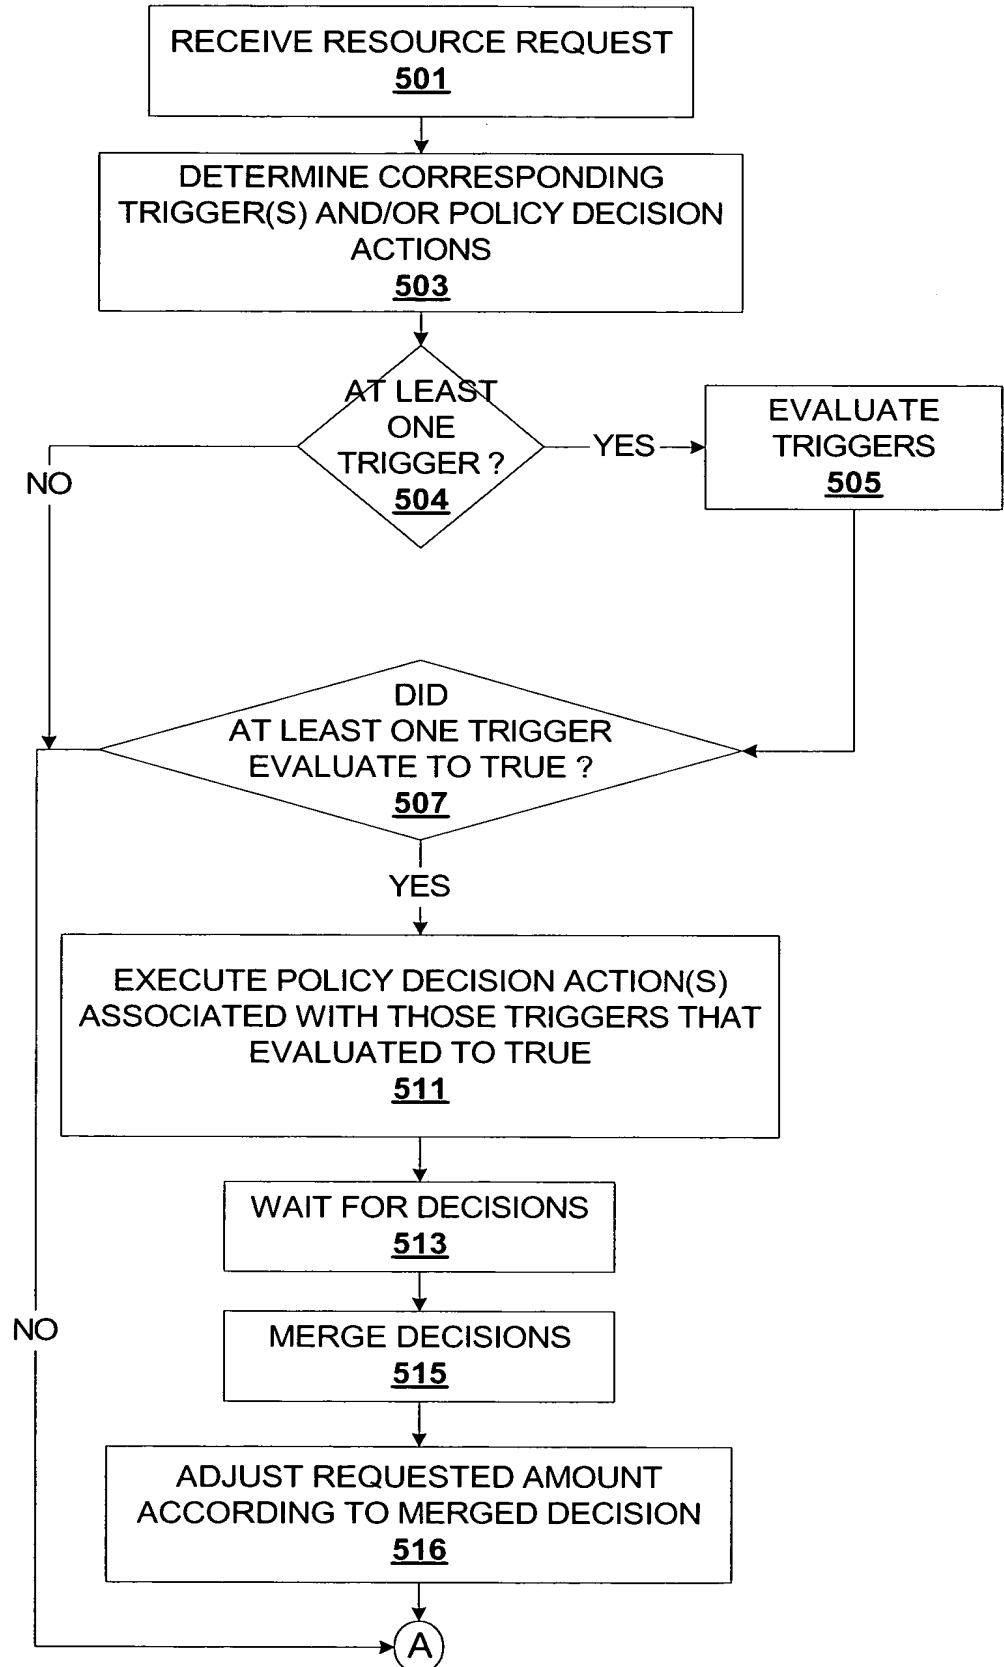 RECEIVE RESOURCE REQUEST
501
DETERMINE CORRESPONDING
TRIGGER(S) AND/OR POLICY DECISION
ACTIONS
503
AT LEAST
ONE
TRIGGER ?
504
YES
EVALUATE
TRIGGERS
505
NO
DID
AT LEAST ONE TRIGGER
EVALUATE TO TRUE ?
507
YES
EXECUTE POLICY DECISION ACTION(S)
ASSOCIATED WITH THOSE TRIGGERS THAT
EVALUATED TO TRUE
511
WAIT FOR DECISIONS
513
NO
MERGE DECISIONS
515
ADJUST REQUESTED AMOUNT
ACCORDING TO MERGED DECISION
516
A